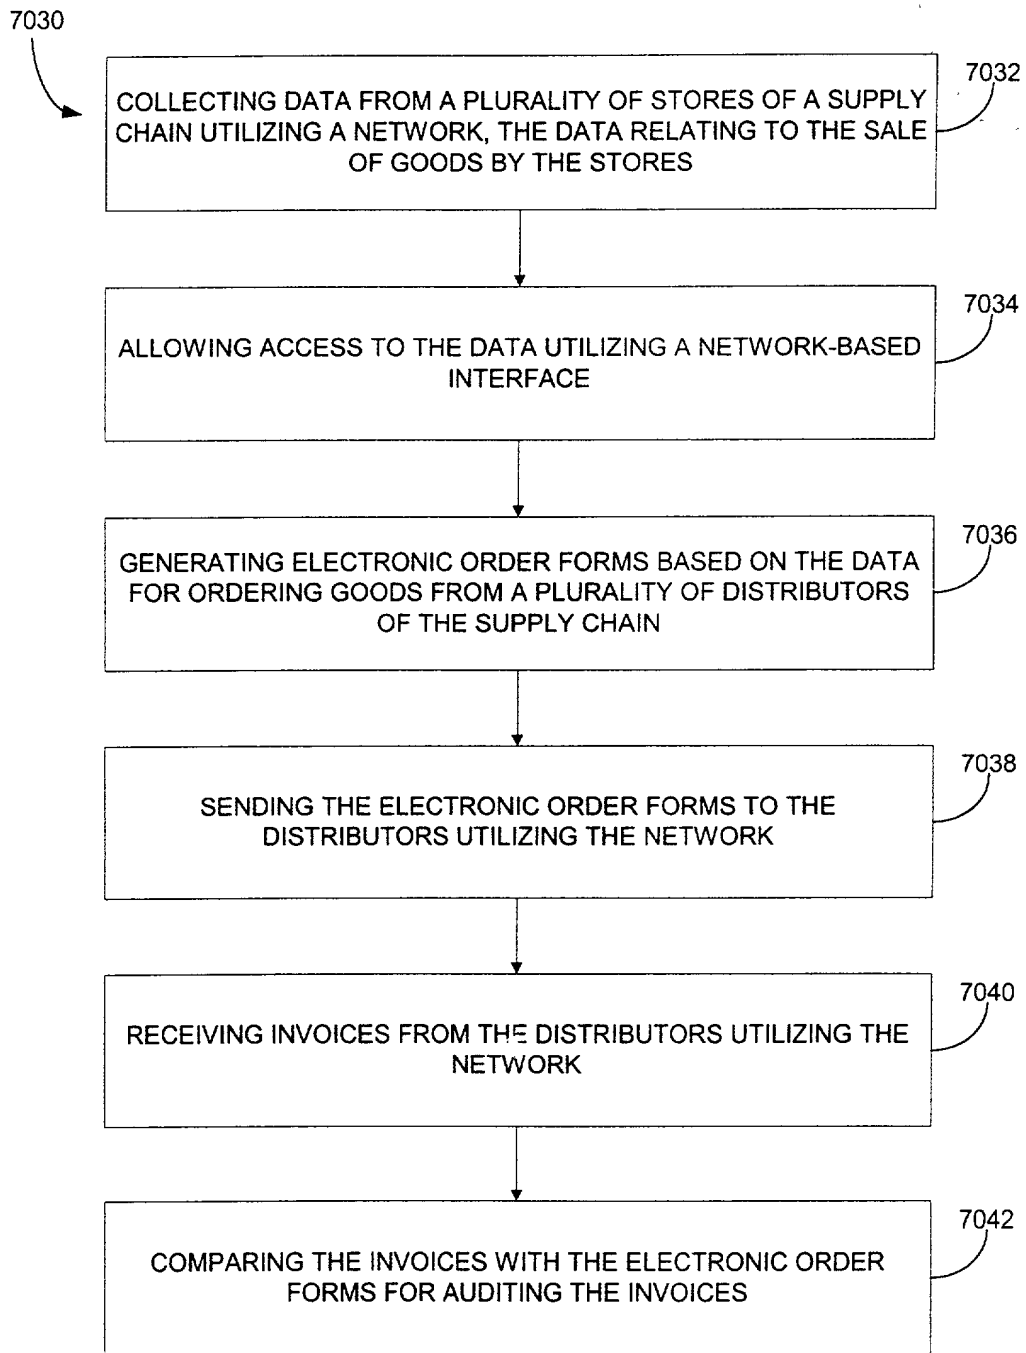 7030
7032
COLLECTING DATA FROM A PLURALITY OF STORES OF A SUPPLY
CHAIN UTILIZING A NETWORK, THE DATA RELATING TO THE SALE
OF GOODS BY THE STORES
7034
ALLOWING ACCESS TO THE DATA UTILIZING A NETWORK-BASED
INTERFACE
7036
GENERATING ELECTRONIC ORDER FORMS BASED ON THE DATA
FOR ORDERING GOODS FROM A PLURALITY OF DISTRIBUTORS
OF THE SUPPLY CHAIN
7038
SENDING THE ELECTRONIC ORDER FORMS TO THE
DISTRIBUTORS UTILIZING THE NETWORK
7040
RECEIVING INVOICES FROM THE DISTRIBUTORS UTILIZING THE
NETWORK
7042
COMPARING THE INVOICES WITH THE ELECTRONIC ORDER
FORMS FOR AUDITING THE INVOICES